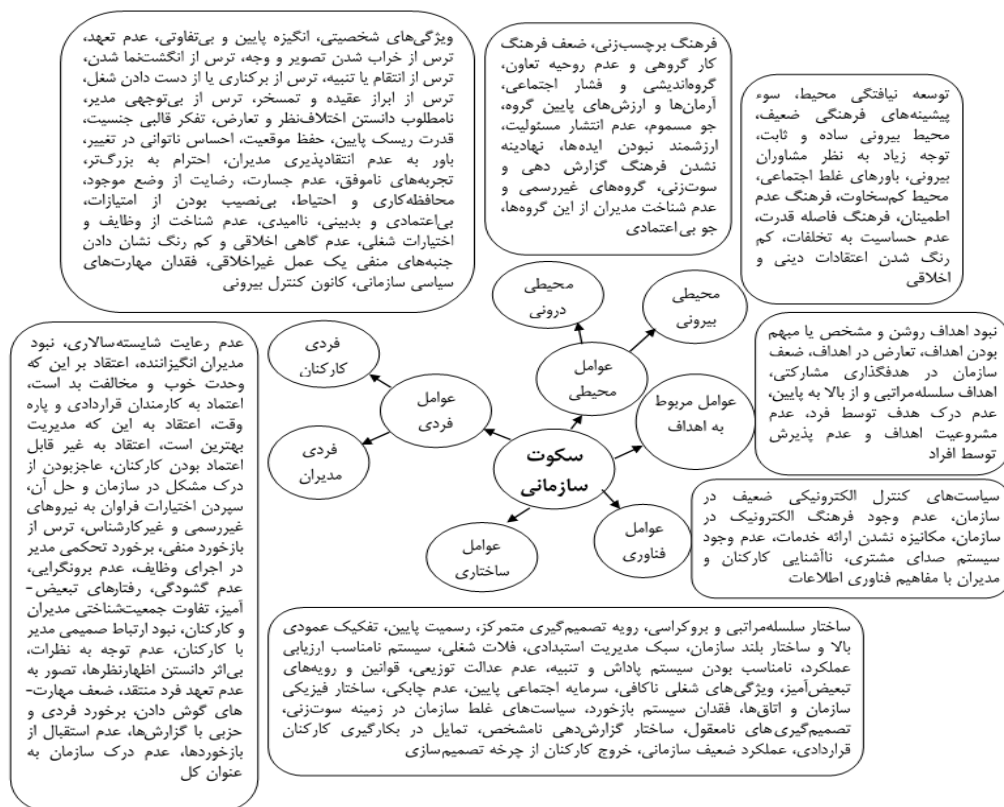 ویژگی‌های شخصیتی، انگیزه پایین و بی‌تفاوتی، عدم تعهد،
ترس از خراب شدن تصویر و وجه، ترس از انگشت‌نما شدن،
ترس از انتقام یا تنبیه، ترس از برکناری یا از دست دادن شغل،
ترس از ابراز عقیده و تمسخر، ترس از بی‌توجهی مدیر،
نامطلوب دانستن اختلاف‌نظر و تعارض، تفکر قالبی جنسیت،
قدرت ریسک پایین، حفظ موقعیت، احساس ناتوانی در تغییر،
باور به عدم انتقادپذیری مدیران، احترام به بزرگ‌تر،
تجربه‌های ناموفق، عدم جسارت، رضایت از وضع موجود،
محافظه‌کاری و احتیاط، بی‌نصیب بودن از امتیازات،
بی‌اعتمادی و بدبینی، ناامیدی، عدم شناخت از وظایف و
اختیارات شغلی، عدم گاهی اخلاقی و کم رنگ نشان دادن
جنبه‌های منفی یک عمل غیراخلاقی، فقدان مهارت‌های
سیاسی سازمانی، کانون کنترل بیرونی
فرهنگ برچسب‌زنی، ضعف فرهنگ
کار گروهی و عدم روحیه تعاون،
گروه‌اندیشی و فشار اجتماعی،
آرمان‌ها و ارزش‌های پایین گروه،
جو مسموم، عدم انتشار مسئولیت،
ارزشمند نبودن ایده‌ها، نهادینه
نشدن فرهنگ گزارش دهی و
سوت‌زنی، گروه‌های غیررسمی و
عدم شناخت مدیران از این گروه‌ها،
جو بی‌اعتمادی
توسعه نیافتگی محیط، سوء
پیشینه‌های فرهنگی ضعیف،
محیط بیرونی ساده و ثابت،
توجه زیاد به نظر مشاوران
بیرونی، باورهای غلط اجتماعی،
محیط کم‌سخاوت، فرهنگ عدم
اطمینان، فرهنگ فاصله قدرت،
عدم حساسیت به تخلفات، کم
رنگ شدن اعتقادات دینی و
اخلاقی
محیطی
درونی
محیطی
بیرونی
عوامل
محیطی
فردی
کارکنان
عوامل
فردی
فردی
مدیران
عوامل مربوط
به اهداف
سکوت
سازمانی
عوامل
فناوری
عوامل
ساختاری
نبود اهداف روشن و مشخص یا مبهم
بودن اهداف، تعارض در اهداف، ضعف
سازمان در هدفگذاری مشارکتی،
اهداف سلسله‌مراتبی و از بالا به پایین،
عدم درک هدف توسط فرد، عدم
مشروعیت اهداف و عدم پذیرش
توسط افراد
سیاست‌های کنترل الکترونیکی ضعیف در
سازمان، عدم وجود فرهنگ الکترونیک در
سازمان، مکانیزه نشدن ارائه خدمات، عدم وجود
سیستم صدای مشتری، ناآشنایی کارکنان و
مدیران با مفاهیم فناوری اطلاعات
عدم رعایت شایسته‌سالاری، نبود
مدیران انگیزاننده، اعتقاد بر این که
وحدت خوب و مخالفت بد است،
اعتماد به کارمندان قراردادی و پاره
وقت، اعتقاد به این که مدیریت
بهترین است، اعتقاد به غیر قابل
اعتماد بودن کارکنان، عاجزبودن از
درک مشکل در سازمان و حل آن،
سپردن اختیارات فراوان به نیروهای
غیررسمی و غیرکارشناس، ترس از
بازخورد منفی، برخورد تحکمی مدیر
در اجرای وظایف، عدم برونگرایی،
عدم گشودگی، رفتارهای تبعیض-
آمیز، تفاوت جمعیت‌شناختی مدیران
و کارکنان، نبود ارتباط صمیمی مدیر
با کارکنان، عدم توجه به نظرات،
بی‌اثر دانستن اظهارنظرها، تصور به
عدم تعهد فرد منتقد، ضعف مهارت-
های گوش دادن، برخورد فردی و
حزبی با گزارش‌ها، عدم استقبال از
بازخوردها، عدم درک سازمان به
عنوان کل
ساختار سلسله‌مراتبی و بروکراسی، رویه تصمیم‌گیری متمرکز، رسمیت پایین، تفکیک عمودی
بالا و ساختار بلند سازمان، سبک مدیریت استبدادی، فلات شغلی، سیستم نامناسب ارزیابی
عملکرد، نامناسب بودن سیستم پاداش و تنبیه، عدم عدالت توزیعی، قوانین و رویه‌های
تبعیض‌آمیز، ویژگی‌های شغلی ناکافی، سرمایه اجتماعی پایین، عدم چابکی، ساختار فیزیکی
سازمان و اتاق‌ها، فقدان سیستم بازخورد، سیاست‌های غلط سازمان در زمینه سوت‌زنی،
تصمیم‌گیری های نامعقول، ساختار گزارش‌دهی نامشخص، تمایل در بکارگیری کارکنان
قراردادی، عملکرد ضعیف سازمانی، خروج کارکنان از چرخه تصمیم‌سازی